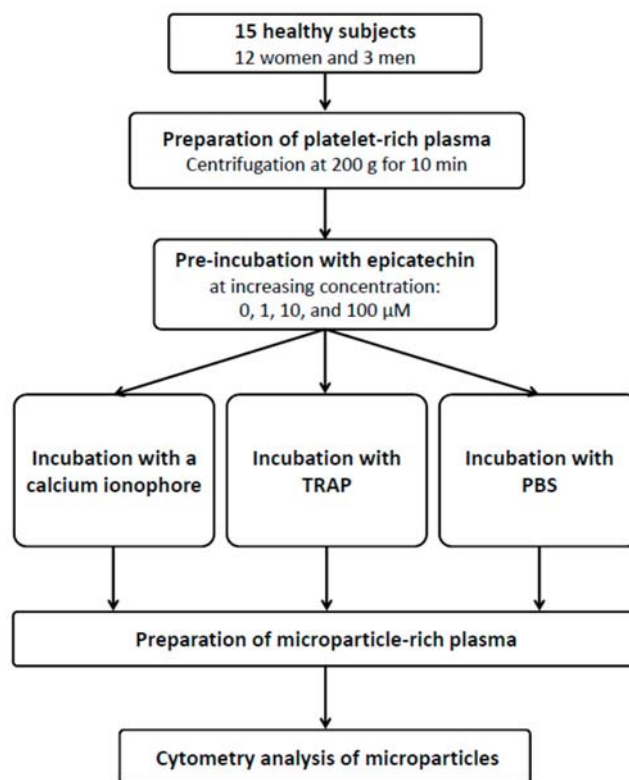 15 healthy subjects
12 women and 3 men
Preparation of platelet-rich plasma
Centrifugation at 200 g for 10 min
Pre-incubation with epicatechin
at increasing concentration:
0, 1, 10, and 100 µM
Incubation with a
calcium ionophore
Incubation with
TRAP
Incubation with
PBS
Preparation of microparticle-rich plasma
Cytometry analysis of microparticles